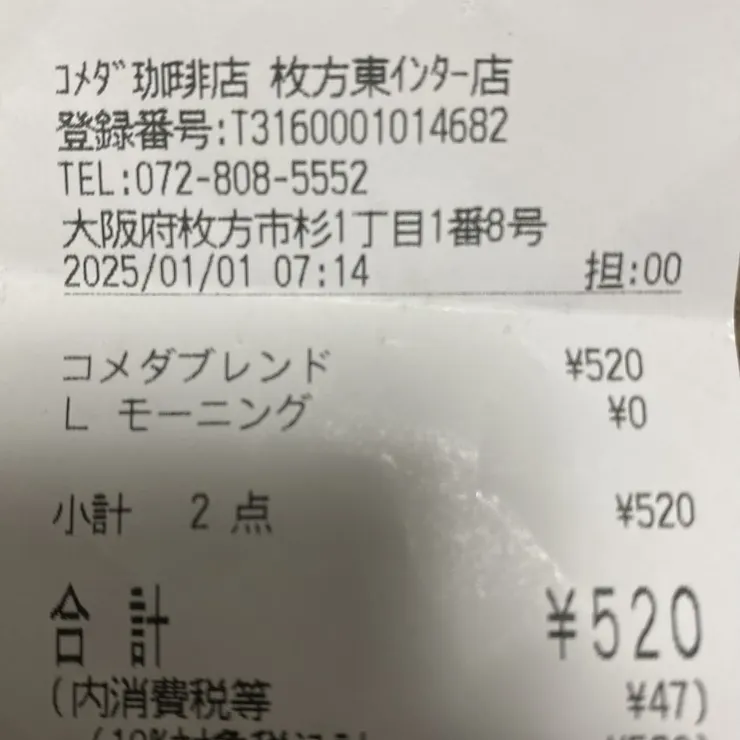 コメダ珈琲店 枚方東インター店
登録番号:T3160001014682
TEL:072-808-5552
大阪府枚方市杉1丁目1番8号
2025/01/01 07:14 担:00
コメダブレンド ¥520
L モーニング ¥0
小計 2 点 ¥520
合 計 ¥520
(内消費税等 ¥47)